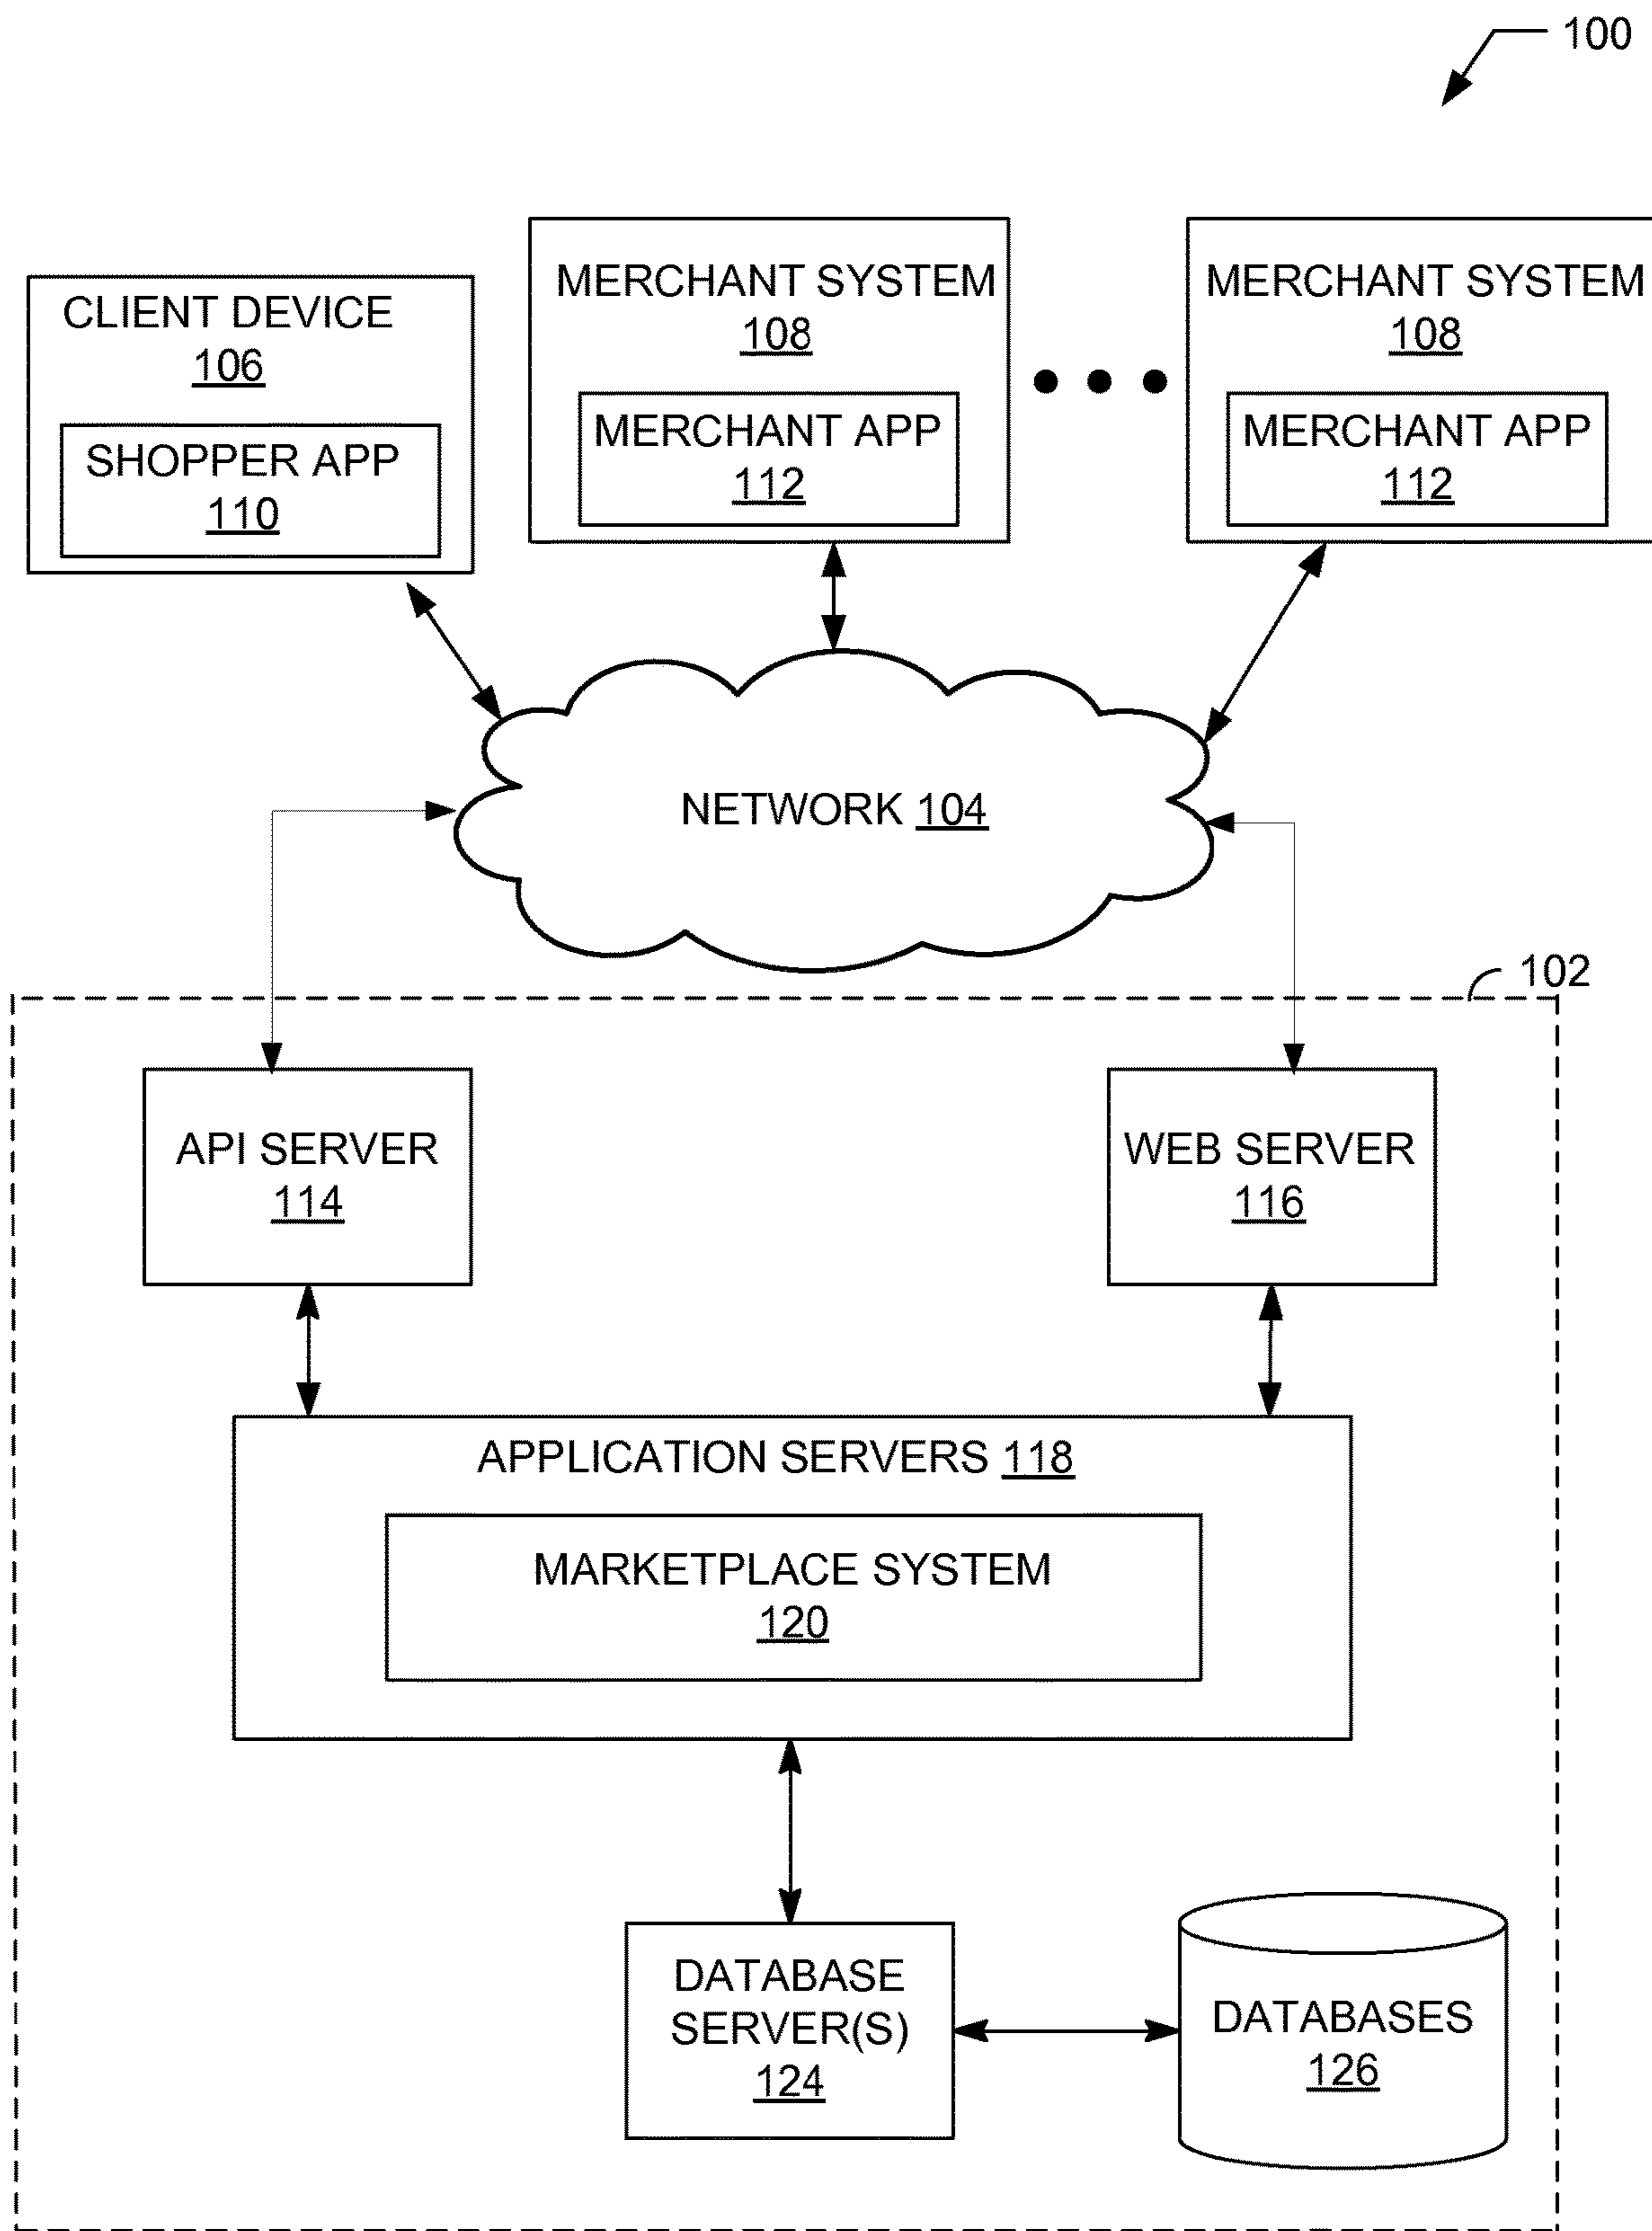 100
CLIENT DEVICE
106
SHOPPER APP
110
MERCHANT SYSTEM
108
MERCHANT APP
112
MERCHANT SYSTEM
108
MERCHANT APP
112
NETWORK 104
102
API SERVER
114
WEB SERVER
116
APPLICATION SERVERS 118
MARKETPLACE SYSTEM
120
DATABASE
SERVER(S)
124
DATABASES
126